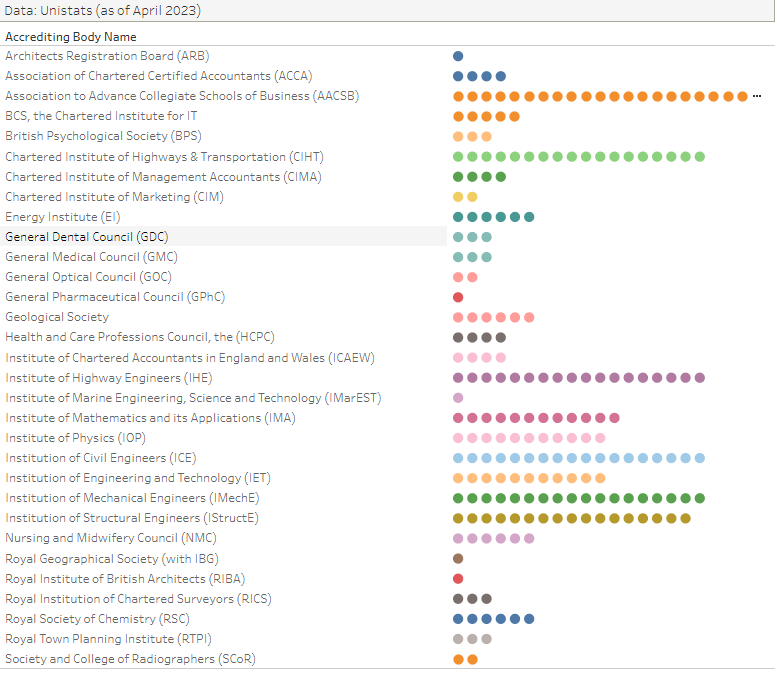 Data: Unistats (as of April 2023)
Accrediting Body Name
Architects Registration Board (ARB)
Association of Chartered Certified Accountants (ACCA)
Association to Advance Collegiate Schools of Business (AACSB)
...
BCS, the Chartered Institute for IT
British Psychological Society (BPS)
Chartered Institute of Highways & Transportation (CIHT)
Chartered Institute of Management Accountants (CIMA)
Chartered Institute of Marketing (CIM)
Energy Institute (EI)
General Dental Council (GDC)
General Medical Council (GMC)
General Optical Council (GOC)
General Pharmaceutical Council (GPhC)
Geological Society
Health and Care Professions Council, the (HCPC)
Institute of Chartered Accountants in England and Wales (ICAEW)
Institute of Highway Engineers (IHE)
Institute of Marine Engineering, Science and Technology (IMarEST)
Institute of Mathematics and its Applications (IMA)
Institute of Physics (IOP)
Institution of Civil Engineers (ICE)
Institution of Engineering and Technology (IET)
Institution of Mechanical Engineers (IMechE)
Institution of Structural Engineers (IStructE)
Nursing and Midwifery Council (NMC)
Royal Geographical Society (with IBG)
Royal Institute of British Architects (RIBA)
Royal Institution of Chartered Surveyors (RICS)
Royal Society of Chemistry (RSC)
Royal Town Planning Institute (RTPI)
Society and College of Radiographers (SCoR)